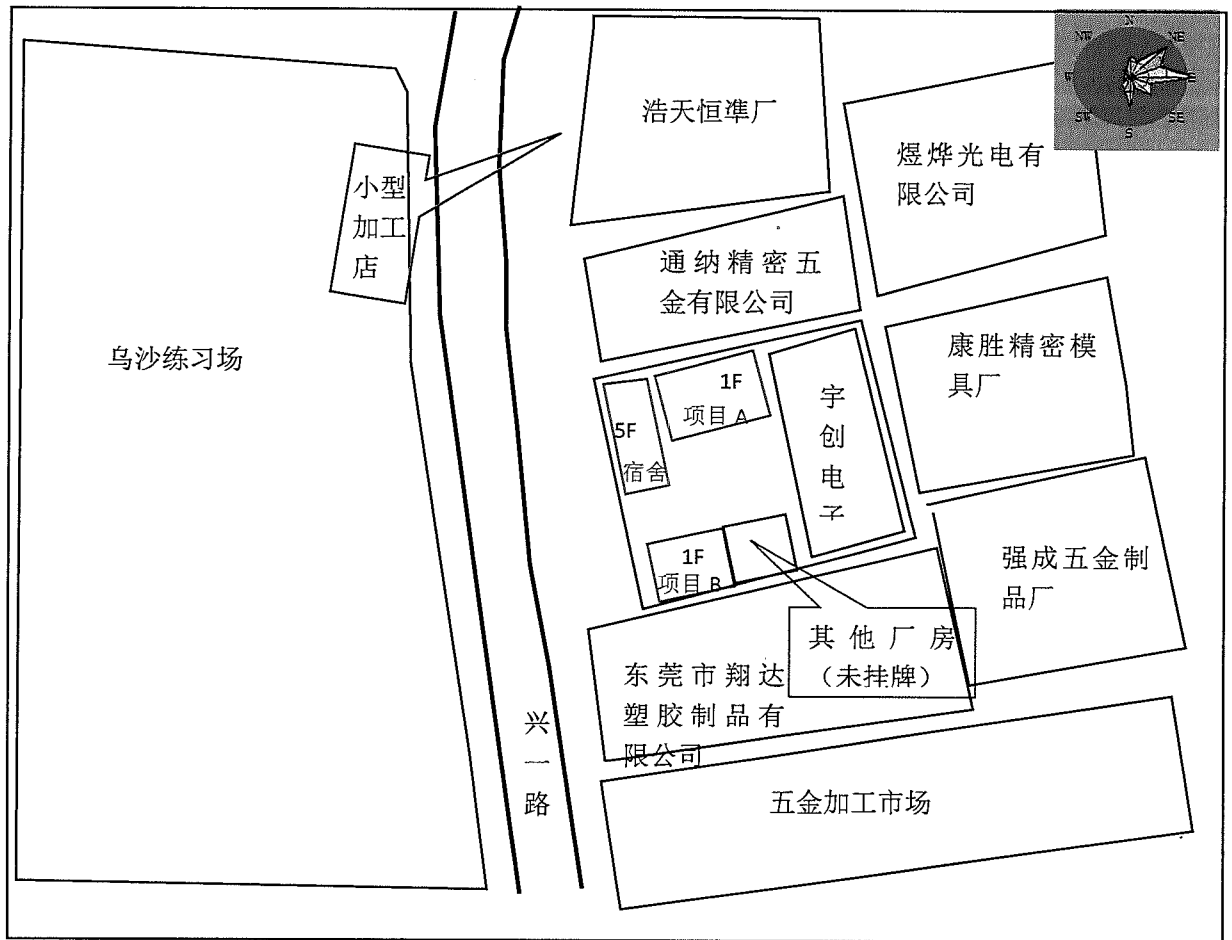 N
NW
NE
E
SW
SE
S
浩天恒準厂
煜烨光电有
限公司
小型
加工
店
通纳精密五
金有限公司
乌沙练习场
康胜精密模
具厂
1F
项目 A
5F
宿舍
宇
创
电
子
1F
项目 B
强成五金制
品厂
其他厂房
（未挂牌）
东莞市翔达
塑胶制品有
限公司
兴
一
路
五金加工市场